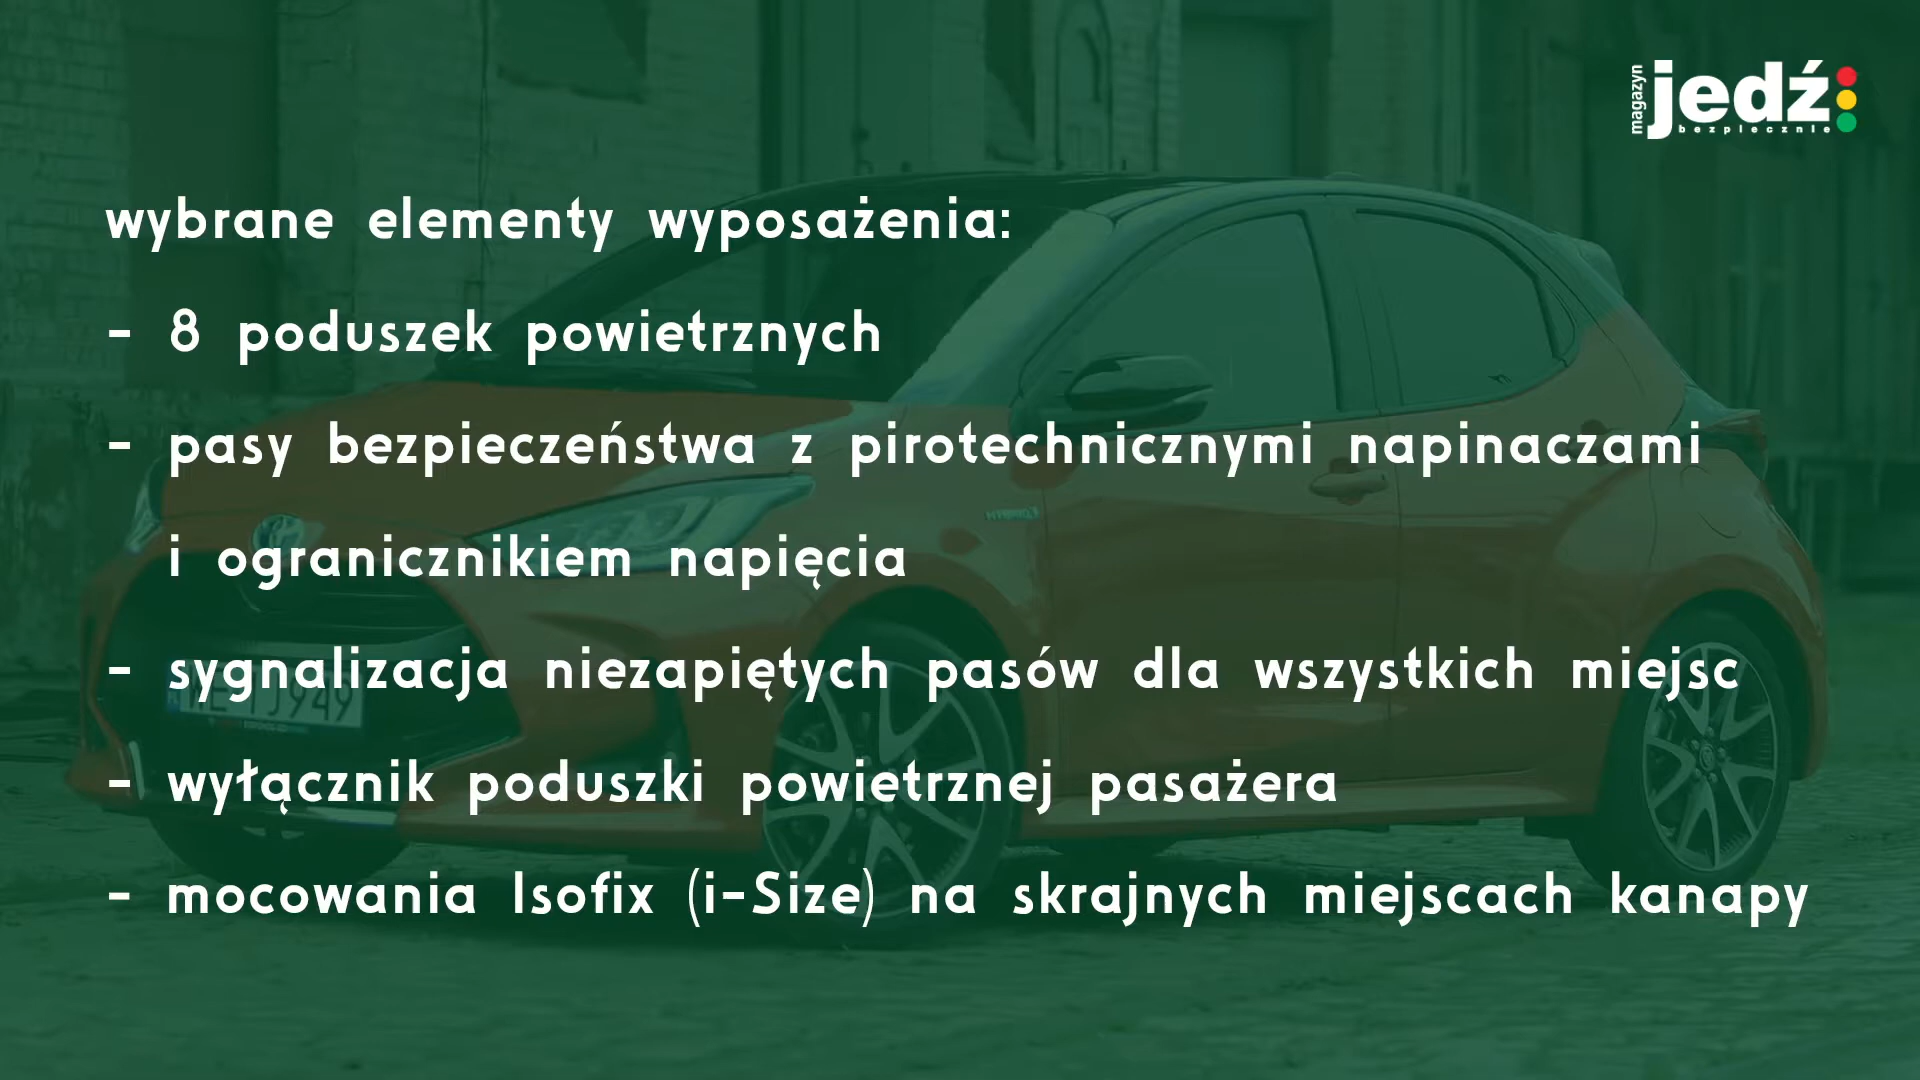 magazyn
jedź
bezpiecznie
wybrane elementy wyposażenia:
- 8 poduszek powietrznych
- pasy bezpieczeństwa z pirotechnicznymi napinaczami
i ogranicznikiem napięcia
- sygnalizacja niezapiętych pasów dla wszystkich miejsc
- wyłącznik poduszki powietrznej pasażera
- mocowania Isofix (i-Size) na skrajnych miejscach kanapy